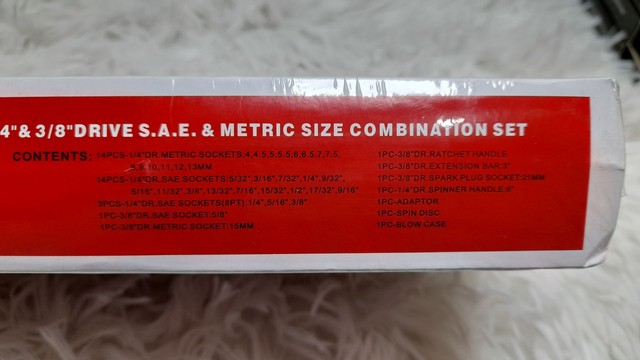 4"& 3/8"DRIVE S.A.E. & METRIC SIZE COMBINATION SET
CONTENTS: 14PCS-1/4"DR.METRIC SOCKETS:4,4.5,5,5.5,6,6.5,7,7.5,
8,9,10,11,12,13MM
14PCS-1/4"DR.SAE SOCKETS:5/32",3/16",7/32",1/4",9/32",
5/16",11/32",3/8",13/32",7/16",15/32",1/2",17/32",9/16"
3PCS-1/4"DR.SAE SOCKETS(8PT):1/4",5/16",3/8"
1PC-3/8"DR.SAE SOCKET:5/8"
1PC-3/8"DR.METRIC SOCKET:15MM
1PC-3/8"DR.RATCHET HANDLE
1PC-3/8"DR.EXTENSION BAR:3"
1PC-3/8"DR.SPARK PLUG SOCKET:21MM
1PC-1/4"DR.SPINNER HANDLE:6"
1PC-ADAPTOR
1PC-SPIN DISC
1PC-BLOW CASE